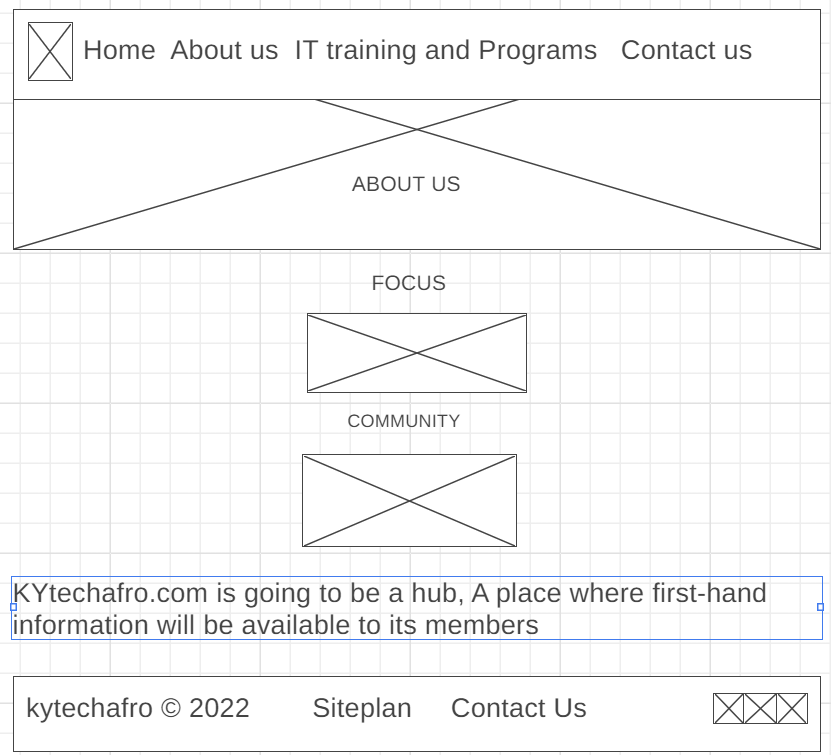 Home About us IT training and Programs Contact us
ABOUT US
FOCUS
COMMUNITY
KYtechafro.com is going to be a hub, A place where first-hand
information will be available to its members
kytechafro © 2022 Siteplan Contact Us